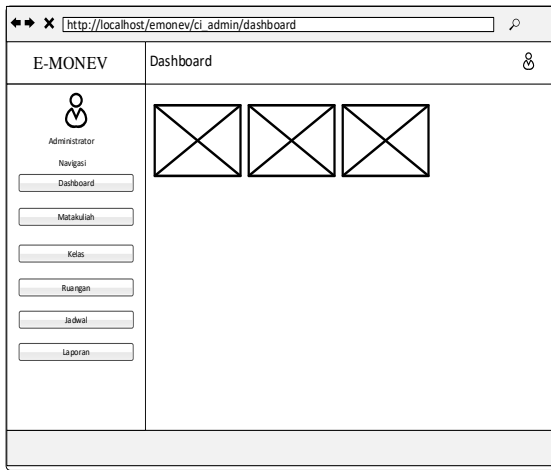 http://localhost/emonev/ci_admin/dashboard
E-MONEV
Dashboard
Administrator
Navigasi
Dashboard
Matakuliah
Kelas
Ruangan
Jadwal
Laporan